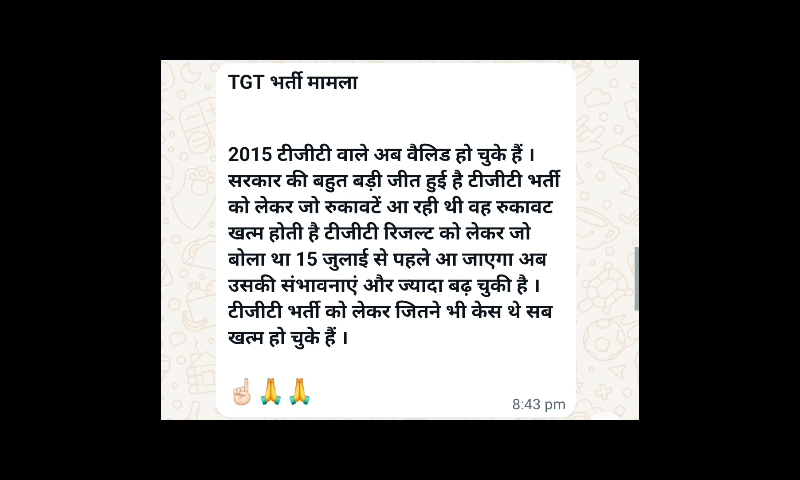 TGT भर्ती मामला
2015 टीजीटी वाले अब वैलिड हो चुके हैं ।
सरकार की बहुत बड़ी जीत हुई है टीजीटी भर्ती
को लेकर जो रुकावटें आ रही थी वह रुकावट
खत्म होती है टीजीटी रिजल्ट को लेकर जो
बोला था 15 जुलाई से पहले आ जाएगा अब
उसकी संभावनाएं और ज्यादा बढ़ चुकी है ।
टीजीटी भर्ती को लेकर जितने भी केस थे सब
खत्म हो चुके हैं ।
☝🏻🙏🙏
8:43 pm